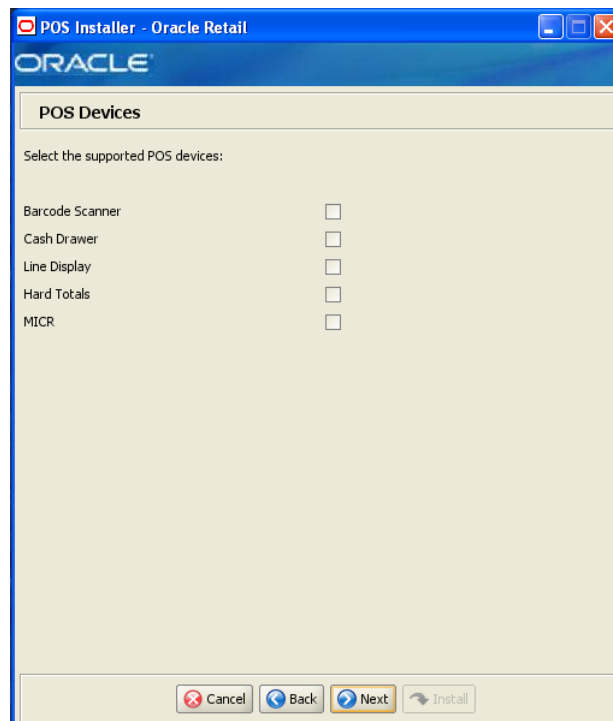 POS Installer - Oracle Retail
ORACLE
POS Devices
Select the supported POS devices:
Barcode Scanner
Cash Drawer
Line Display
Hard Totals
MICR
Cancel Back Next Install